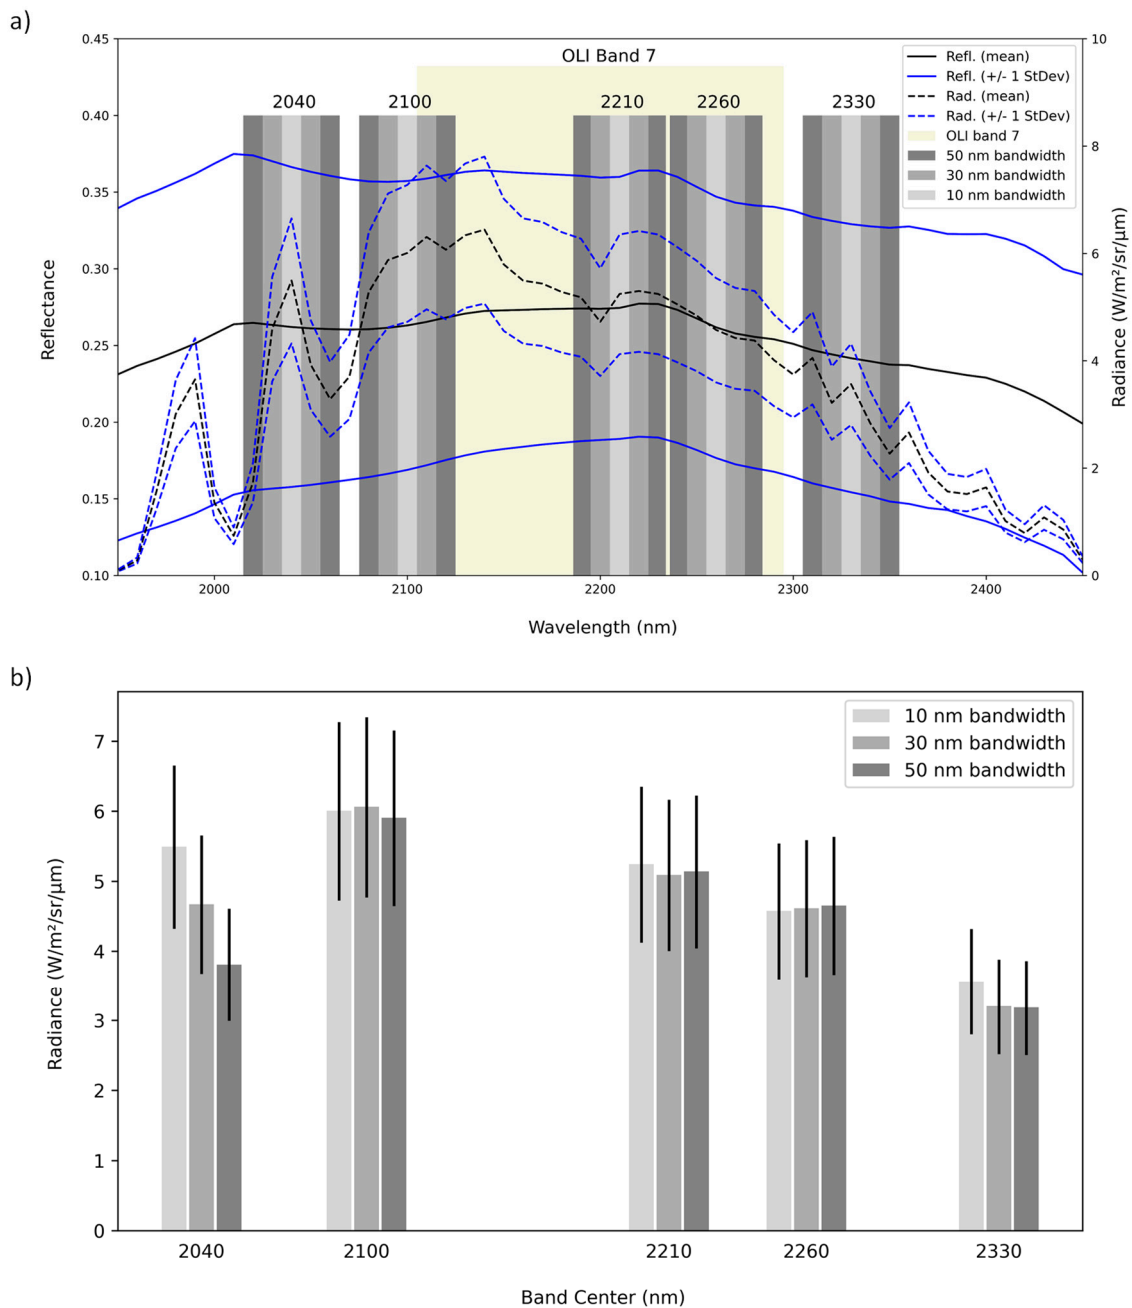 a)
OLI Band 7
2040 2100 2210 2260 2330
Refl. (mean)
Refl. (+/- 1 StDev)
Rad. (mean)
Rad. (+/- 1 StDev)
OLI band 7
50 nm bandwidth
30 nm bandwidth
10 nm bandwidth
0.45
0.40
0.35
0.30
0.25
0.20
0.15
0.10
Reflectance
10
8
6
4
2
0
Radiance (W/m²/sr/μm)
2000 2100 2200 2300 2400
Wavelength (nm)
b)
10 nm bandwidth
30 nm bandwidth
50 nm bandwidth
7
6
5
4
3
2
1
0
Radiance (W/m²/sr/μm)
2040 2100 2210 2260 2330
Band Center (nm)